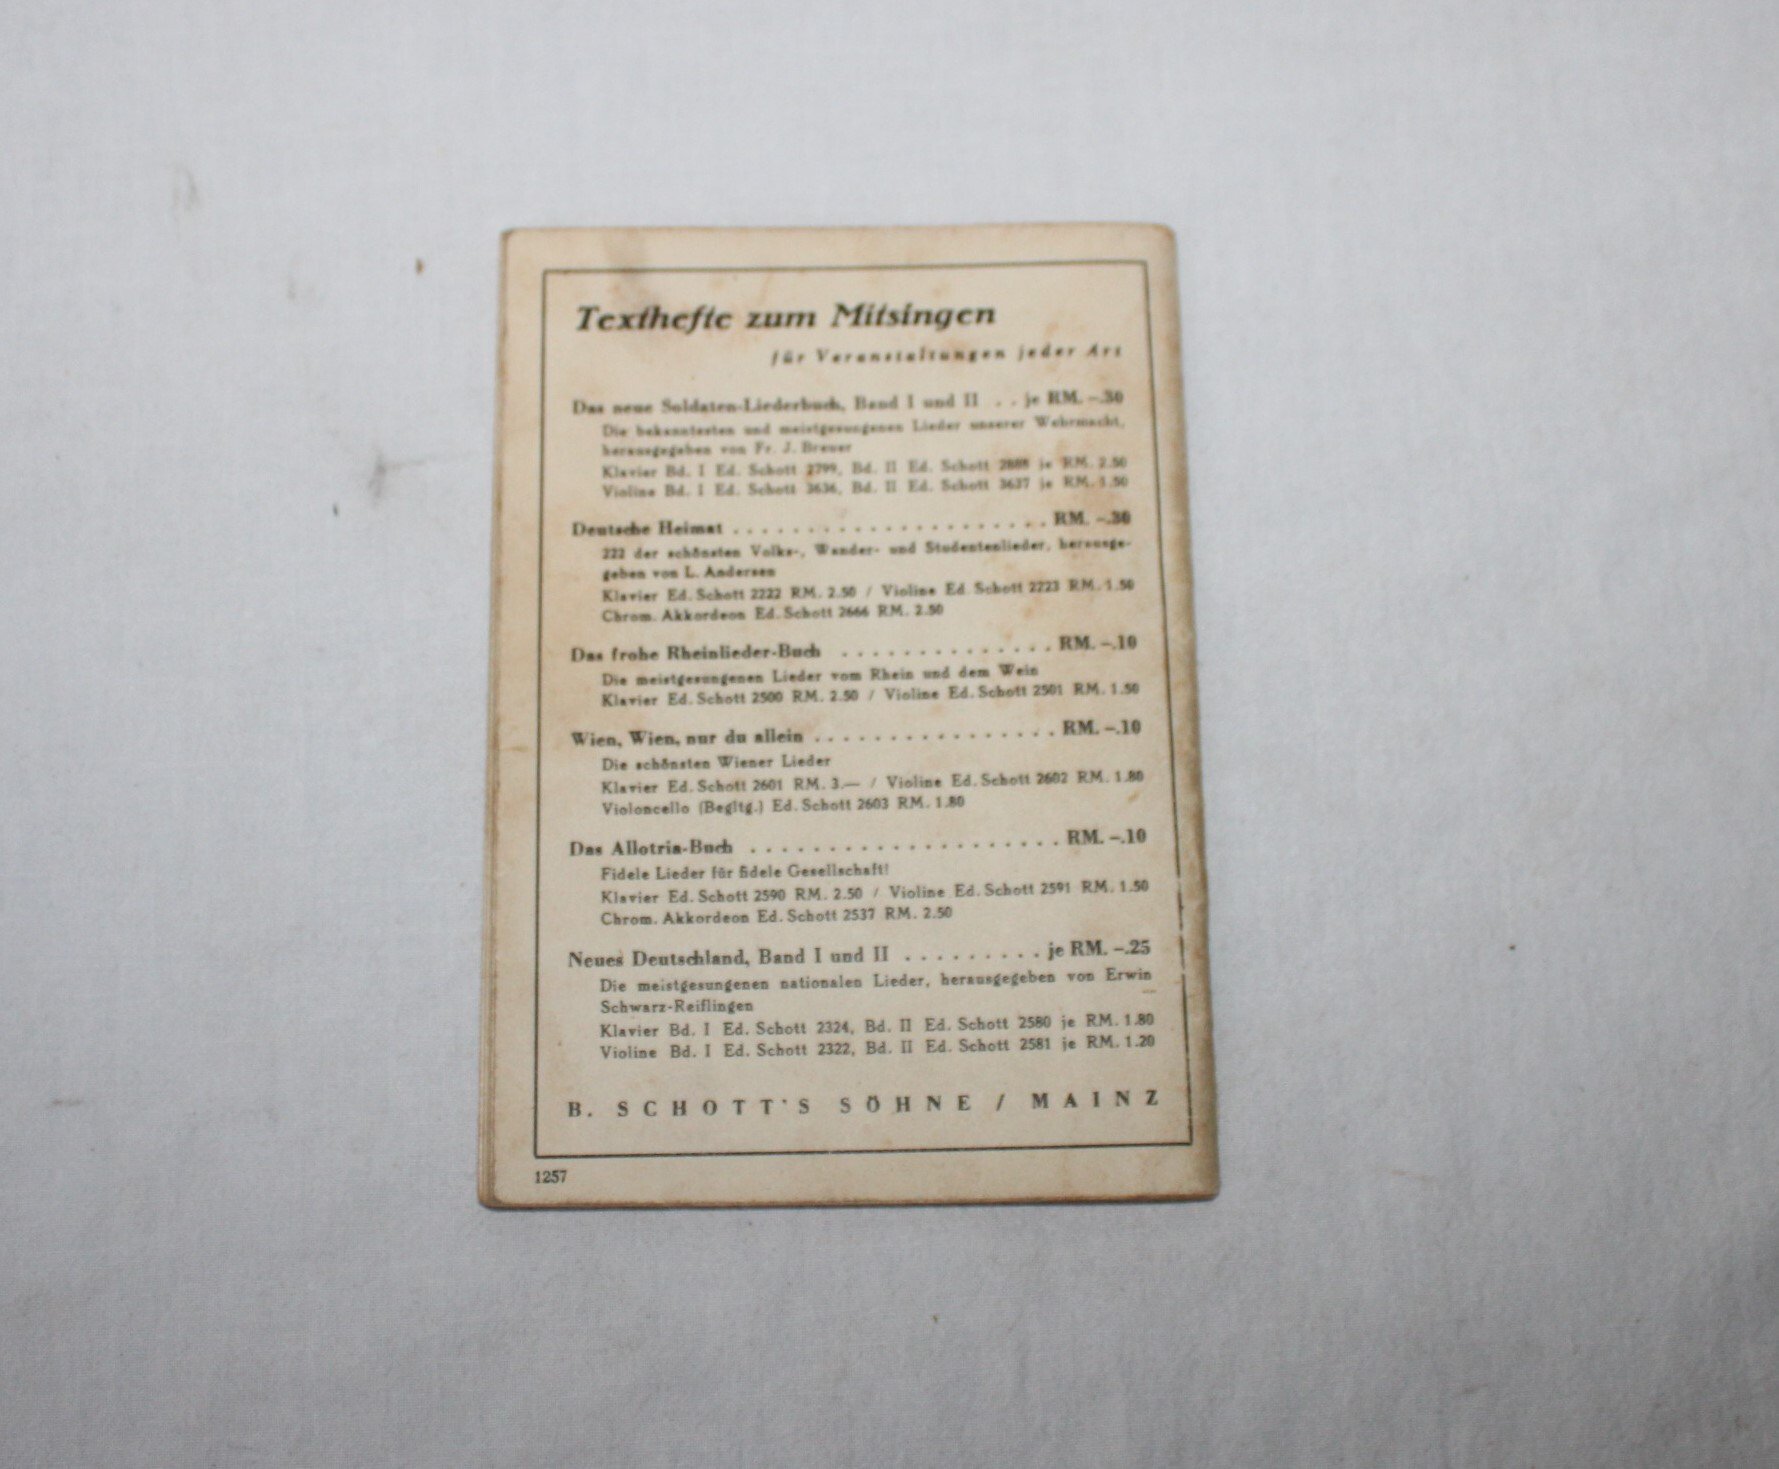 Texthefte zum Mitsingen
für Veranstaltungen jeder Art
Das neue Soldaten-Liederbuch, Band I und II . . je RM. –.30
Die bekanntesten und meistgesungenen Lieder unserer Wehrmacht,
herausgegeben von Fr. J. Breuer
Klavier Bd. I Ed. Schott 2799, Bd. II Ed. Schott je RM. 2.50
Violine Bd. I Ed. Schott 3636, Bd. II Ed. Schott 3637 je RM. 1.50
Deutsche Heimat . . . . . . . . . . . . . . . . . . . . . RM. –.30
222 der schönsten Volks-, Wander- und Studentenlieder, herausge-
geben von L. Andersen
Klavier Ed. Schott 2222 RM. 2.50 / Violine Ed. Schott 2223 RM. 1.50
Chrom. Akkordeon Ed. Schott 2666 RM. 2.50
Das frohe Rheinlieder-Buch . . . . . . . . . . . . . . RM. –.10
Die meistgesungenen Lieder vom Rhein und dem Wein
Klavier Ed. Schott 2500 RM. 2.50 / Violine Ed. Schott 2501 RM. 1.50
Wien, Wien, nur du allein . . . . . . . . . . . . . . . . RM. –.10
Die schönsten Wiener Lieder
Klavier Ed. Schott 2601 RM. 3.— / Violine Ed. Schott 2602 RM. 1.80
Violoncello (Begltg.) Ed. Schott 2603 RM. 1.80
Das Allotria-Buch . . . . . . . . . . . . . . . . . . . . RM. –.10
Fidele Lieder für fidele Gesellschaft!
Klavier Ed. Schott 2590 RM. 2.50 / Violine Ed. Schott 2591 RM. 1.50
Chrom. Akkordeon Ed. Schott 2537 RM. 2.50
Neues Deutschland, Band I und II . . . . . . . . . je RM. –.25
Die meistgesungenen nationalen Lieder, herausgegeben von Erwin
Schwarz-Reiflingen
Klavier Bd. I Ed. Schott 2324, Bd. II Ed. Schott 2580 je RM. 1.80
Violine Bd. I Ed. Schott 2322, Bd. II Ed. Schott 2581 je RM. 1.20
B. SCHOTT'S SÖHNE / MAINZ
1257